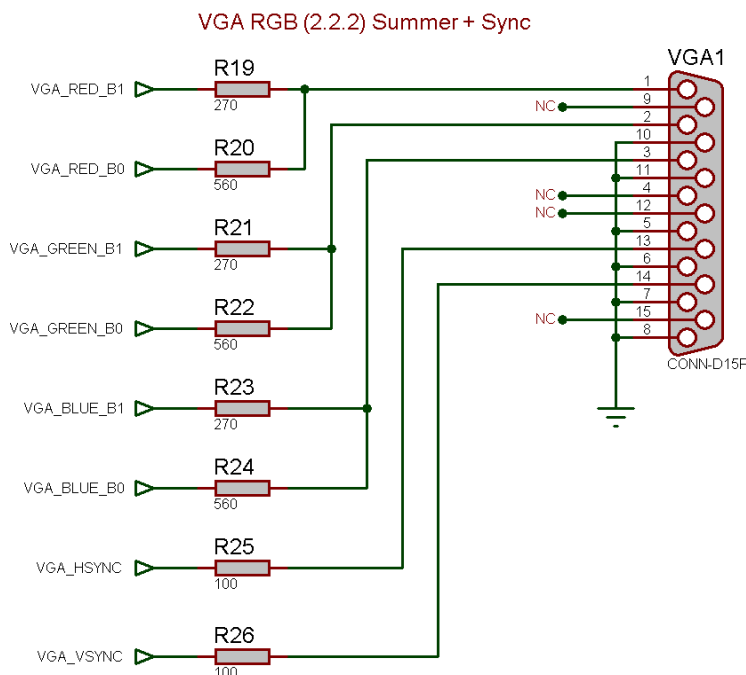 VGA RGB (2.2.2) Summer + Sync
VGA1
R19
VGA_RED_B1
270
1
NC
9
2
R20
VGA_RED_B0
560
10
3
11
NC
4
NC
12
R21
VGA_GREEN_B1
270
5
13
6
14
R22
VGA_GREEN_B0
560
7
NC
15
8
CONN-D15F
R23
VGA_BLUE_B1
270
R24
VGA_BLUE_B0
560
R25
VGA_HSYNC
100
R26
VGA_VSYNC
100